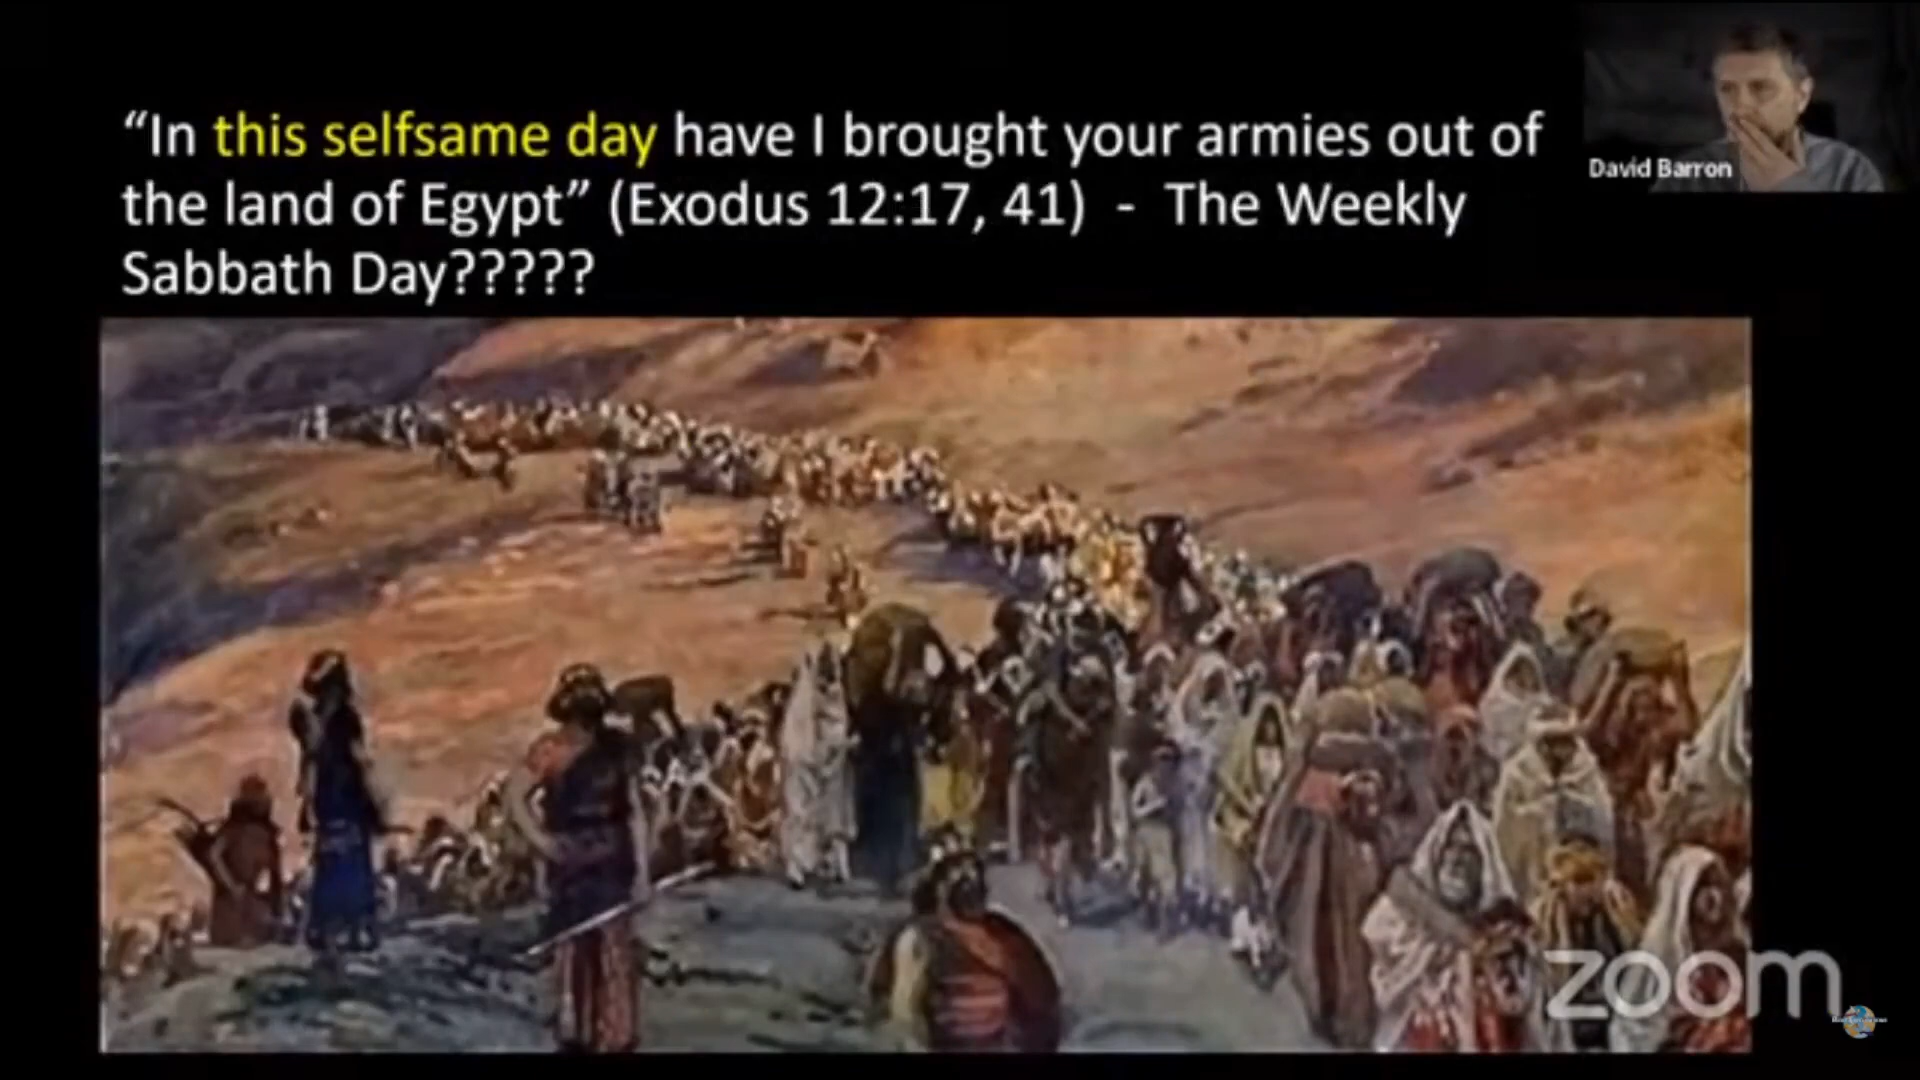 “In this selfsame day have I brought your armies out of
the land of Egypt” (Exodus 12:17, 41)  -  The Weekly
Sabbath Day?????
David Barron
zoom